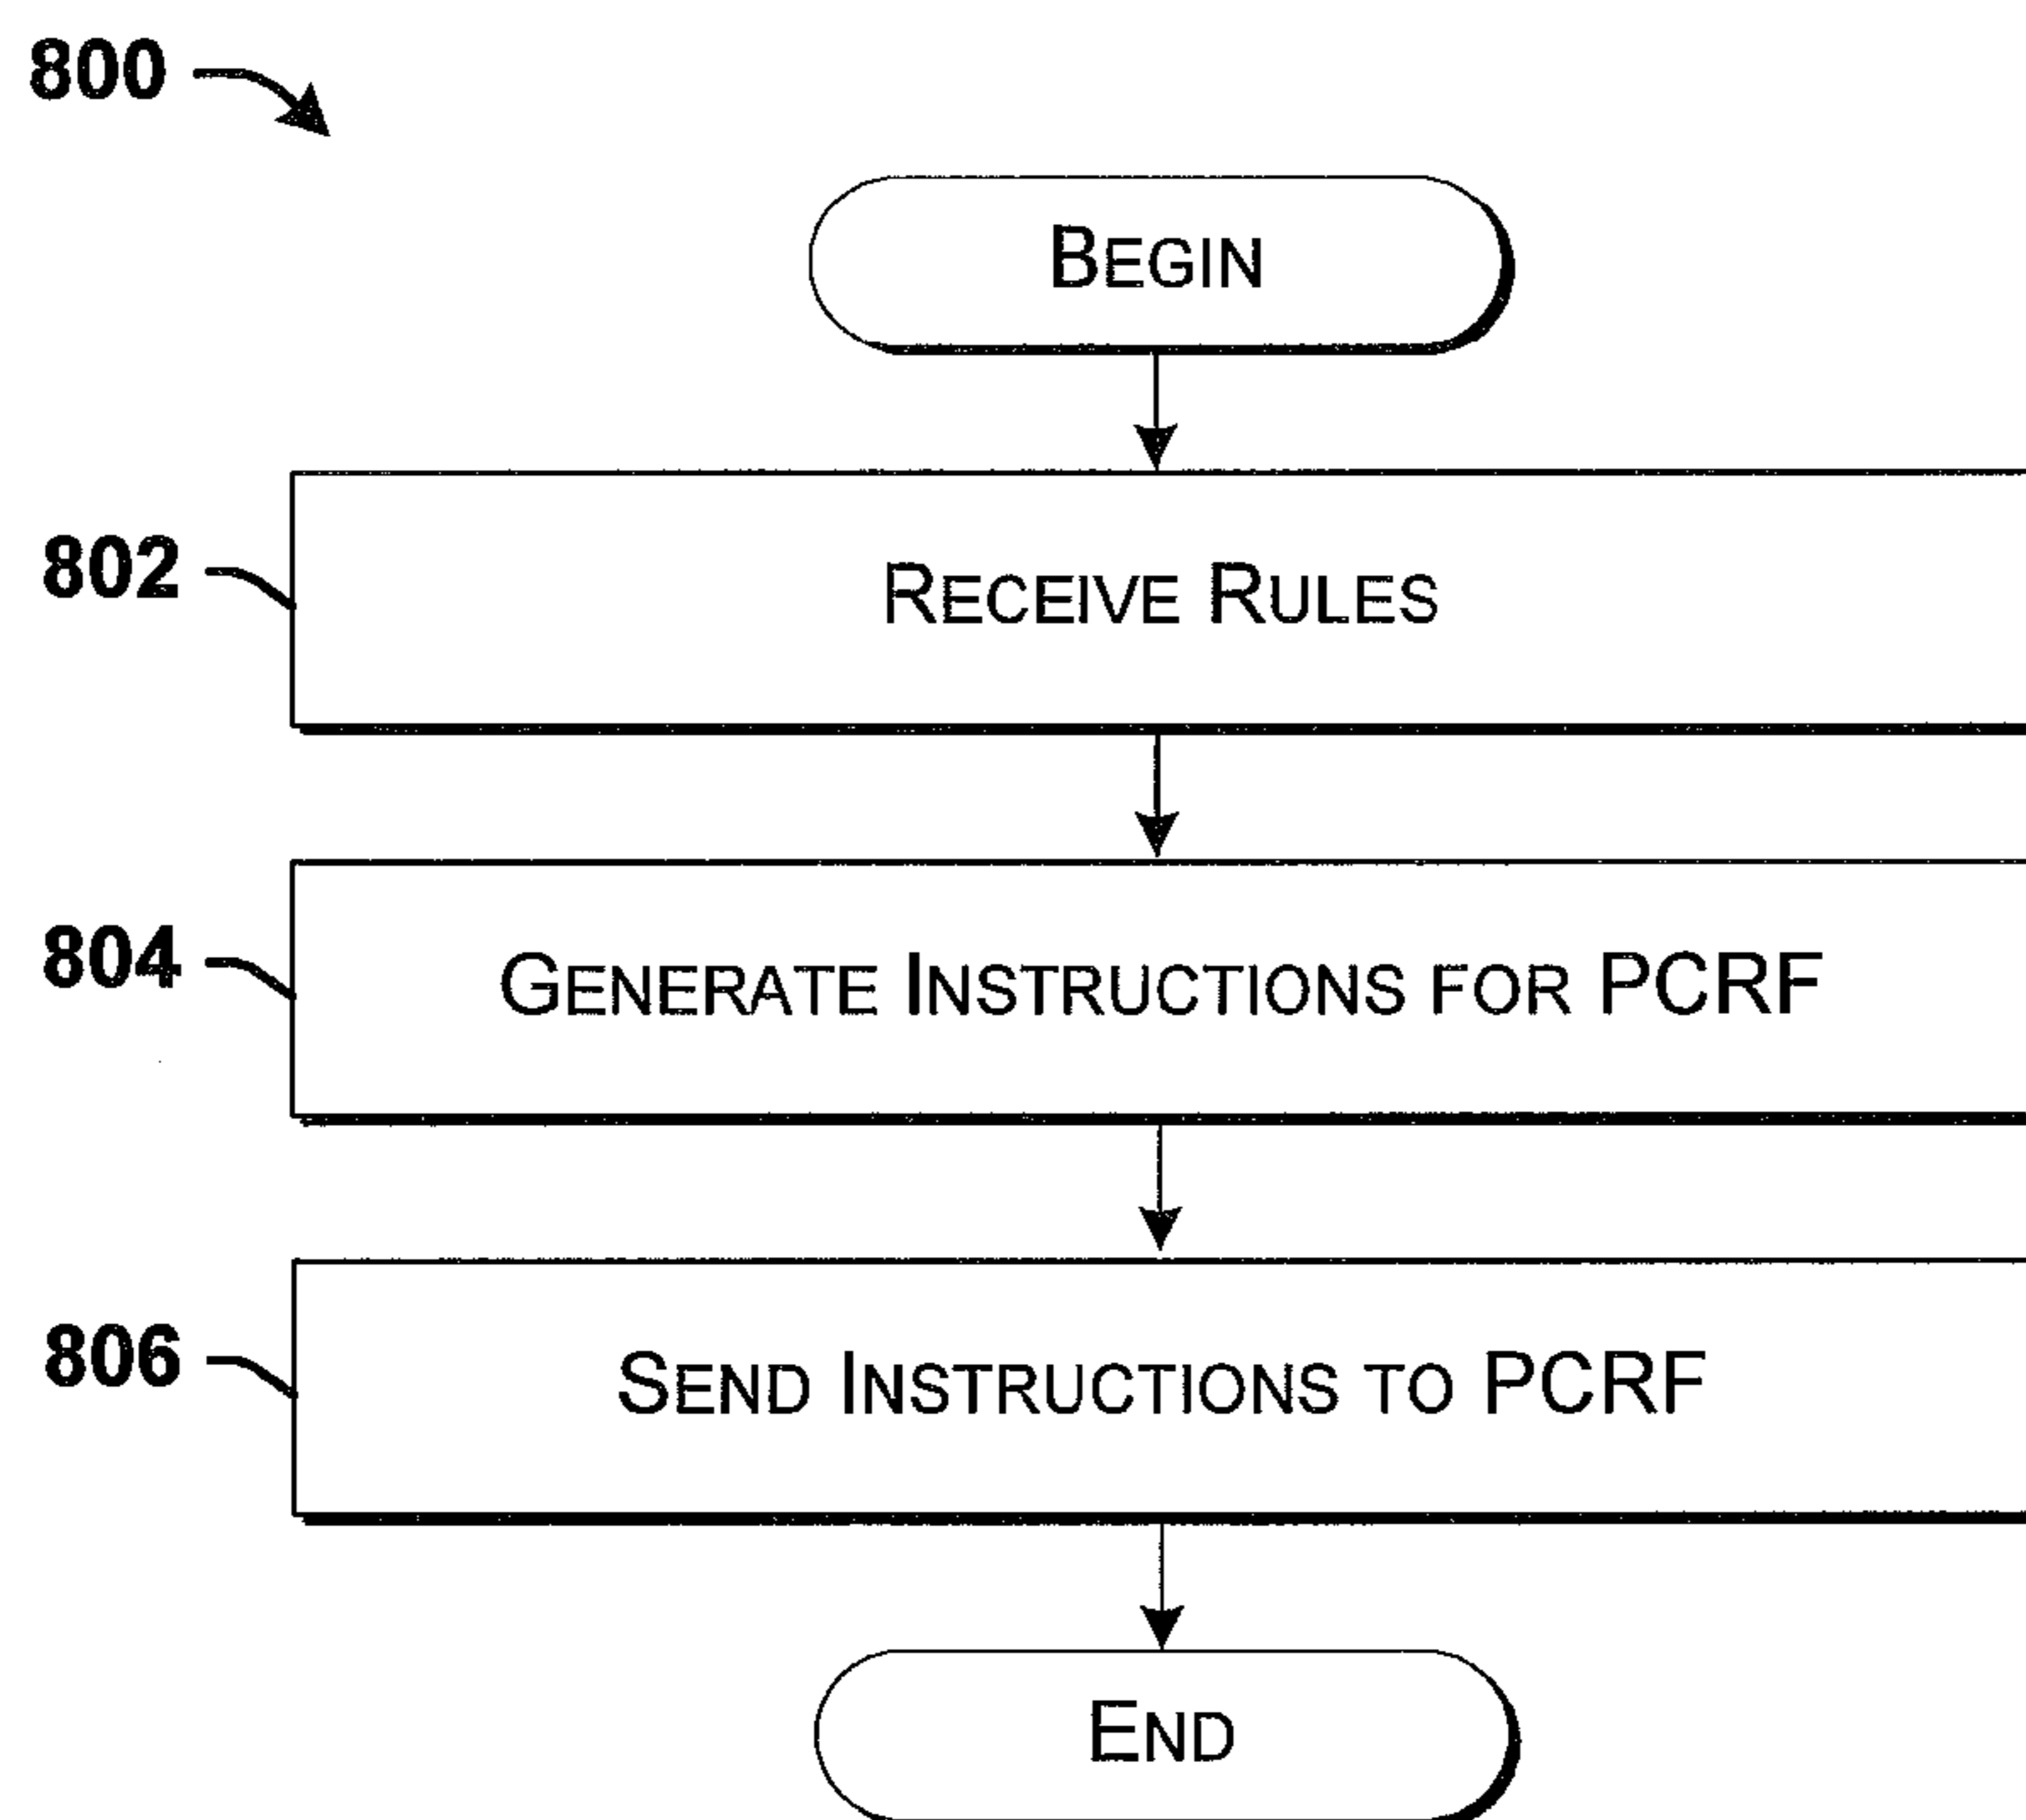 800
BEGIN
802
RECEIVE RULES
804
GENERATE INSTRUCTIONS FOR PCRF
806
SEND INSTRUCTIONS TO PCRF
END